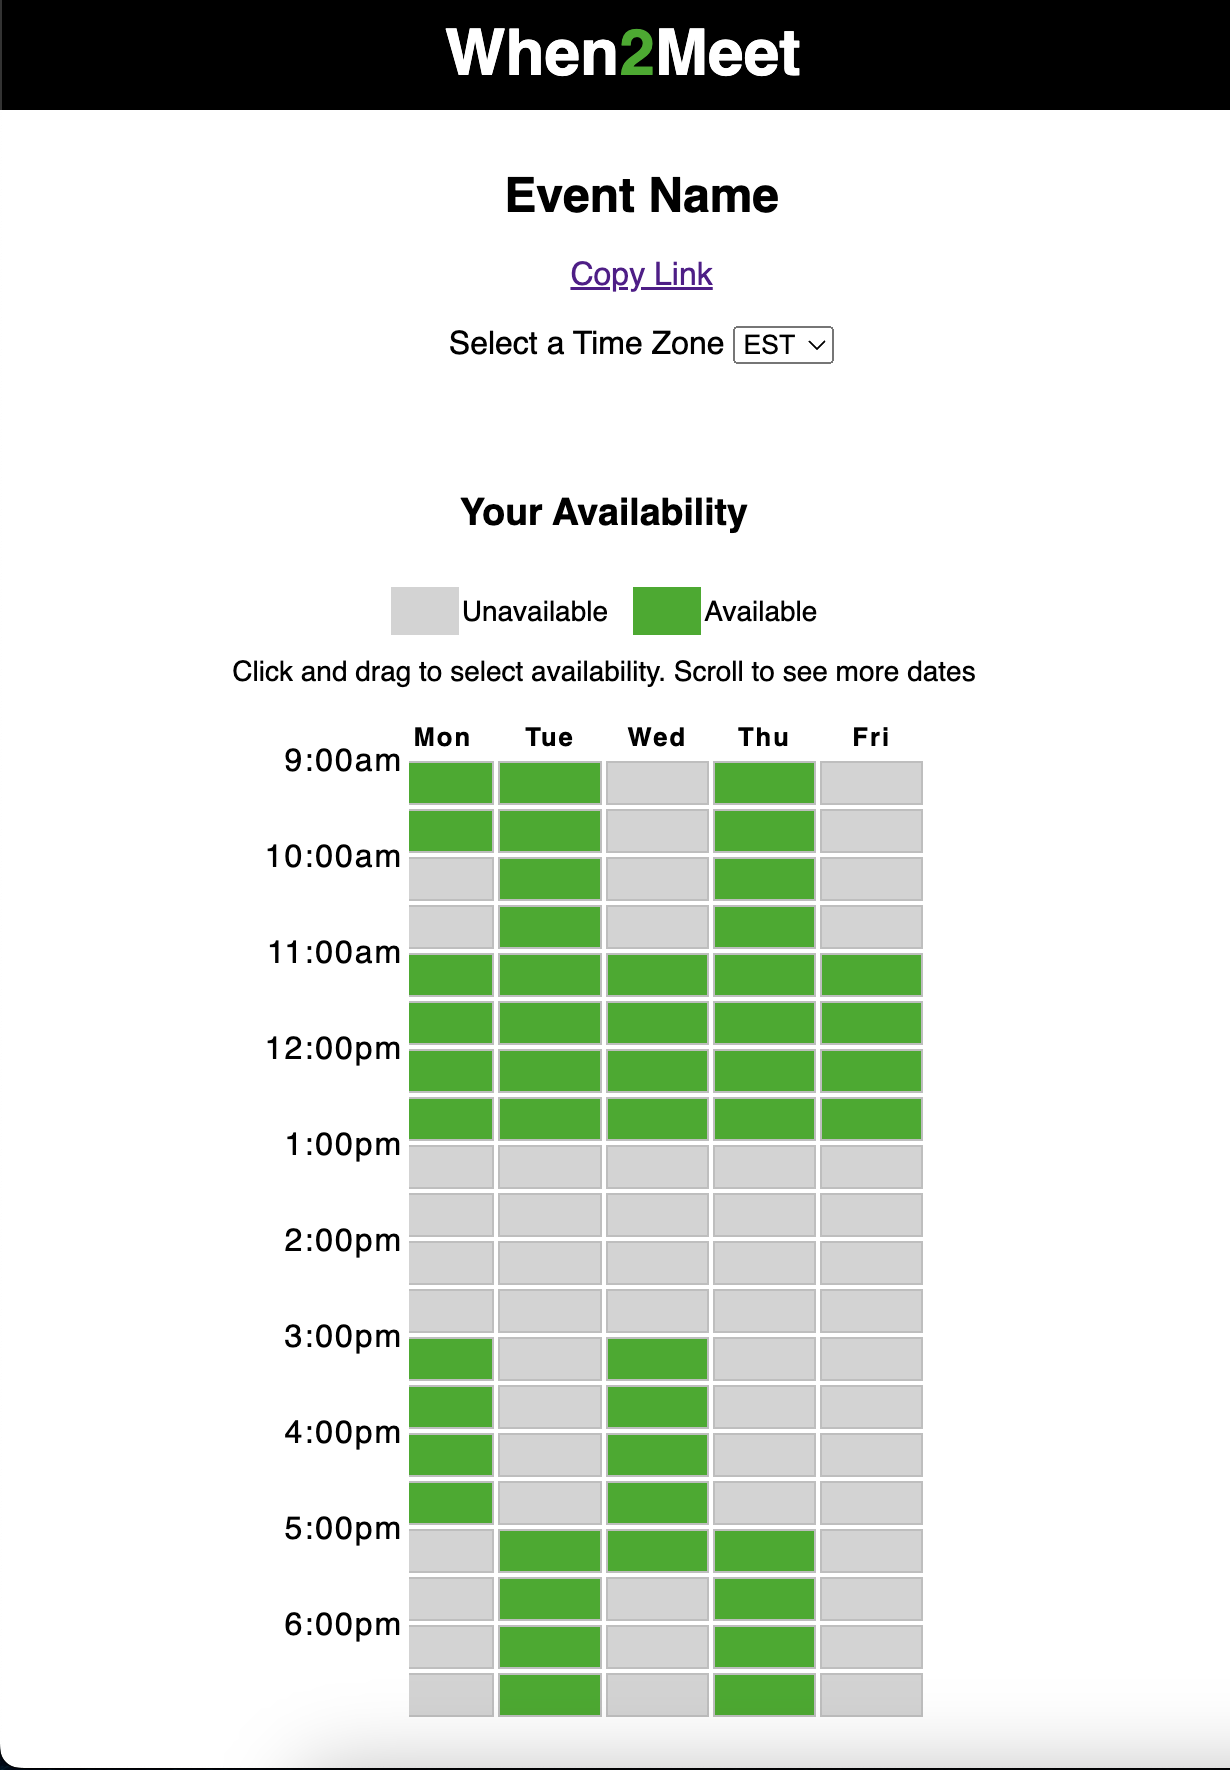 When2Meet
Event Name
Copy Link
Select a Time Zone EST
Your Availability
Unavailable Available
Click and drag to select availability. Scroll to see more dates
Mon Tue Wed Thu Fri
9:00am
10:00am
11:00am
12:00pm
1:00pm
2:00pm
3:00pm
4:00pm
5:00pm
6:00pm